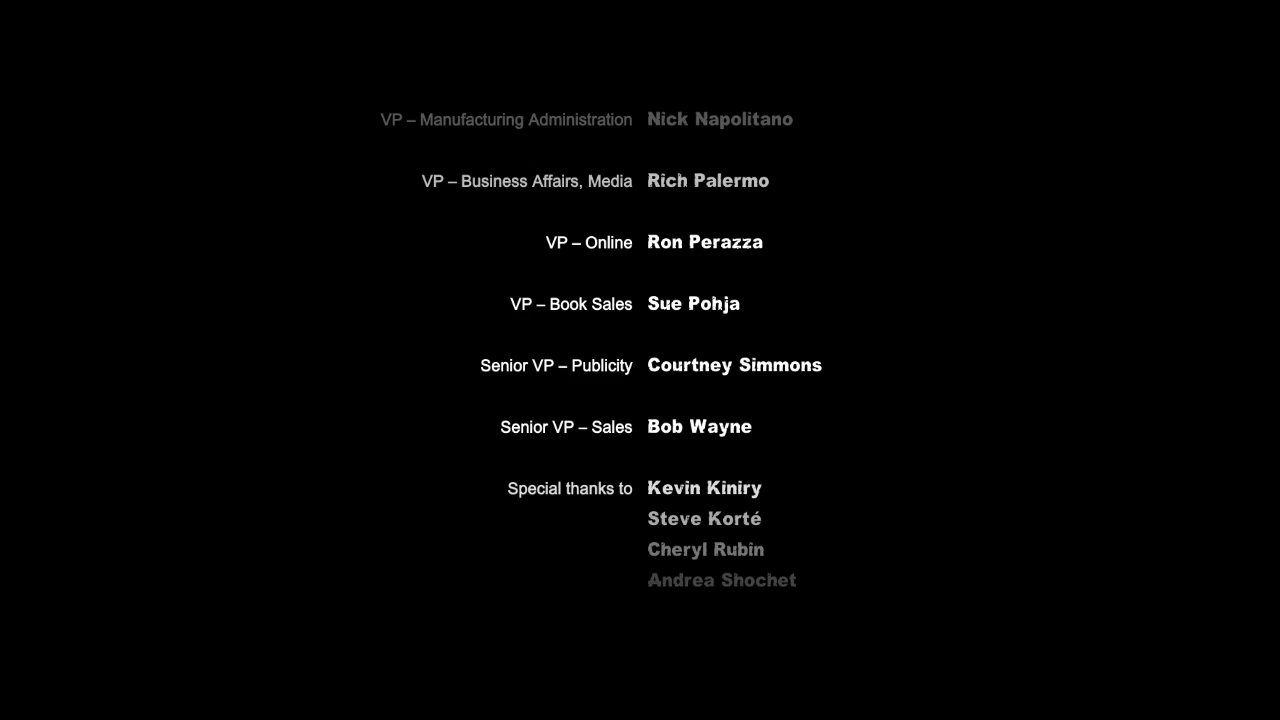 VP – Manufacturing Administration Nick Napolitano
VP – Business Affairs, Media Rich Palermo
VP – Online Ron Perazza
VP – Book Sales Sue Pohja
Senior VP – Publicity Courtney Simmons
Senior VP – Sales Bob Wayne
Special thanks to Kevin Kiniry
Steve Korté
Cheryl Rubin
Andrea Shochet